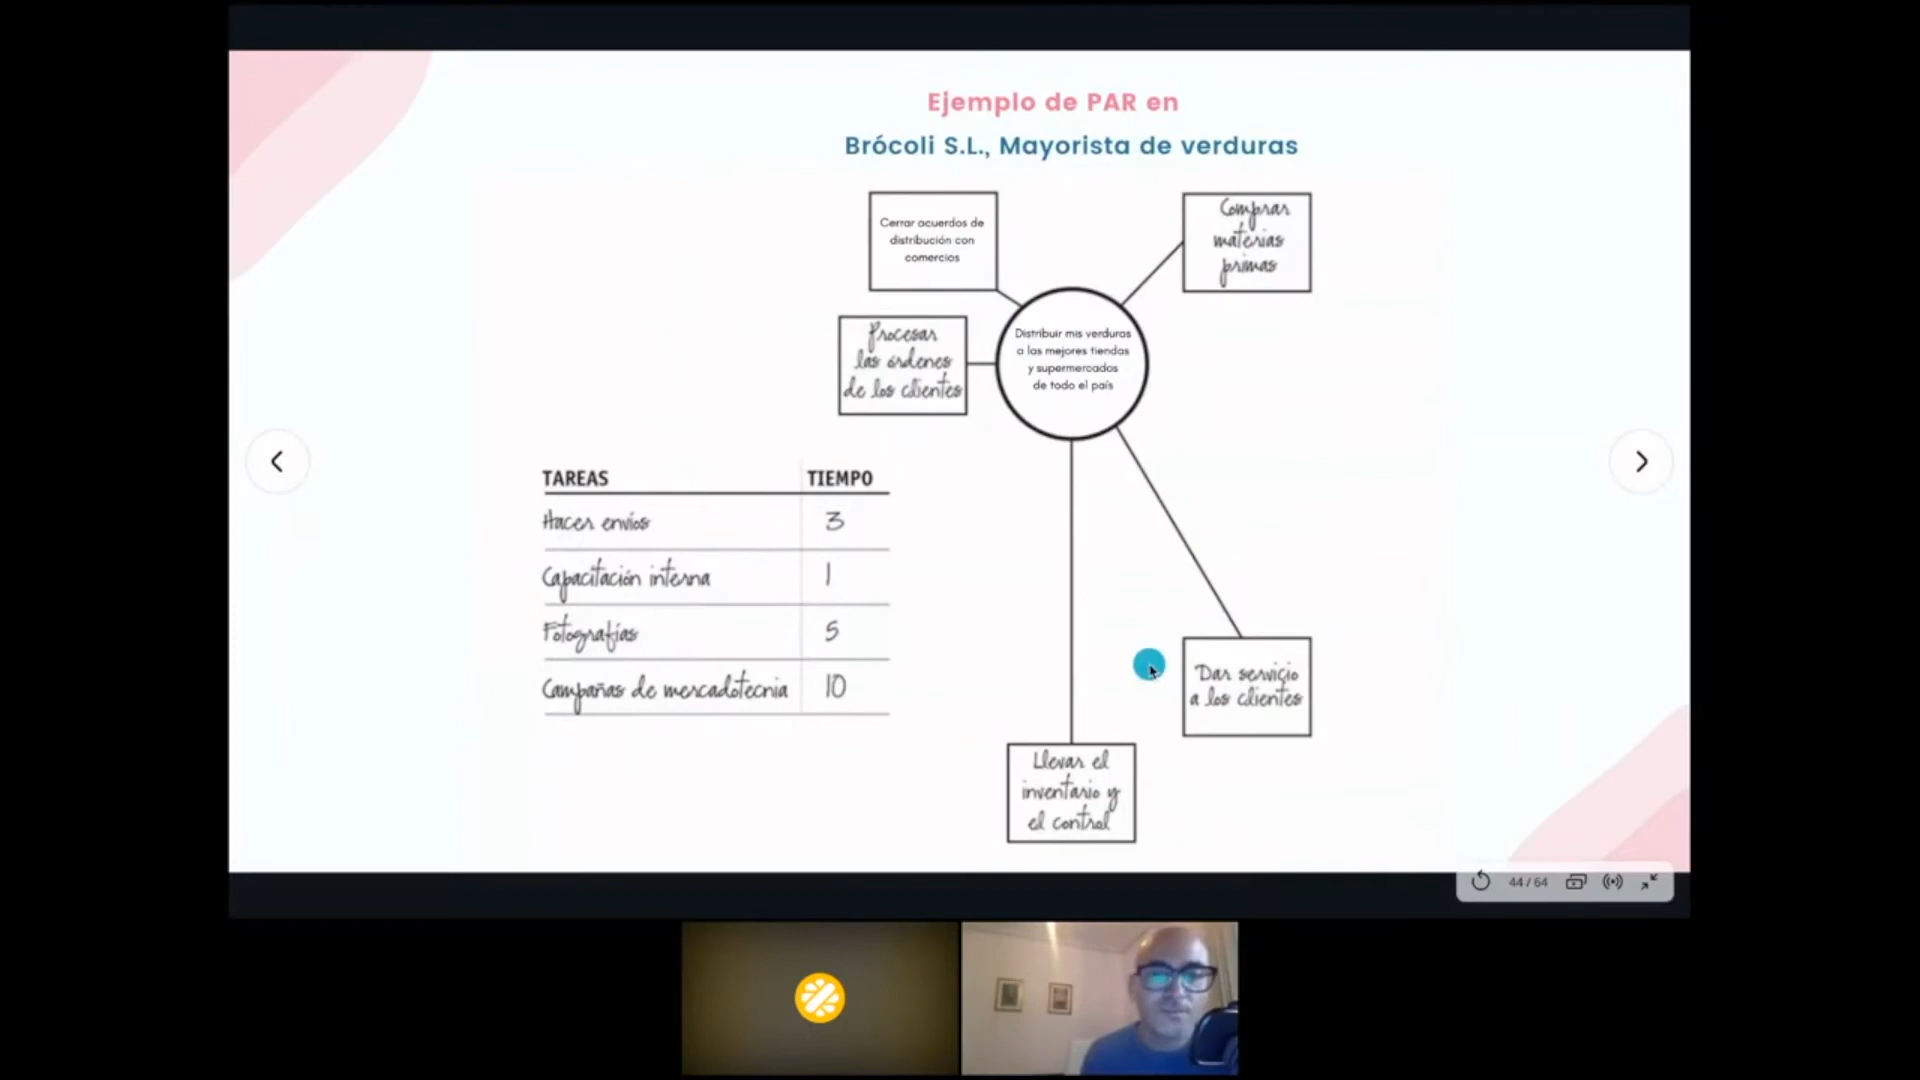 Ejemplo de PAR en
Brócoli S.L., Mayorista de verduras
Cerrar acuerdos de
distribución con
comercios
Comprar
materias
primas
Procesar
las órdenes
de los clientes
Distribuir mis verduras
a las mejores tiendas
y supermercados
de todo el país
TAREAS TIEMPO
Hacer envíos 3
Capacitación interna 1
Fotografías 5
Campañas de mercadotecnia 10
Dar servicio
a los clientes
Llevar el
inventario y
el control
44 / 64